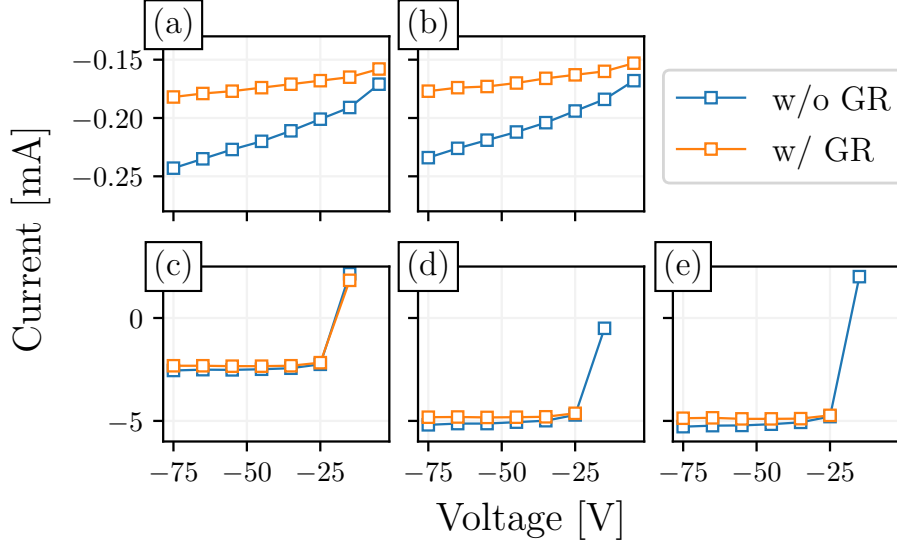 (a)
(b)
−0.15
−0.20
−0.25
w/o GR
w/ GR
Current [mA]
(c)
(d)
(e)
0
−5
−75 −50 −25
−75 −50 −25
−75 −50 −25
Voltage [V]